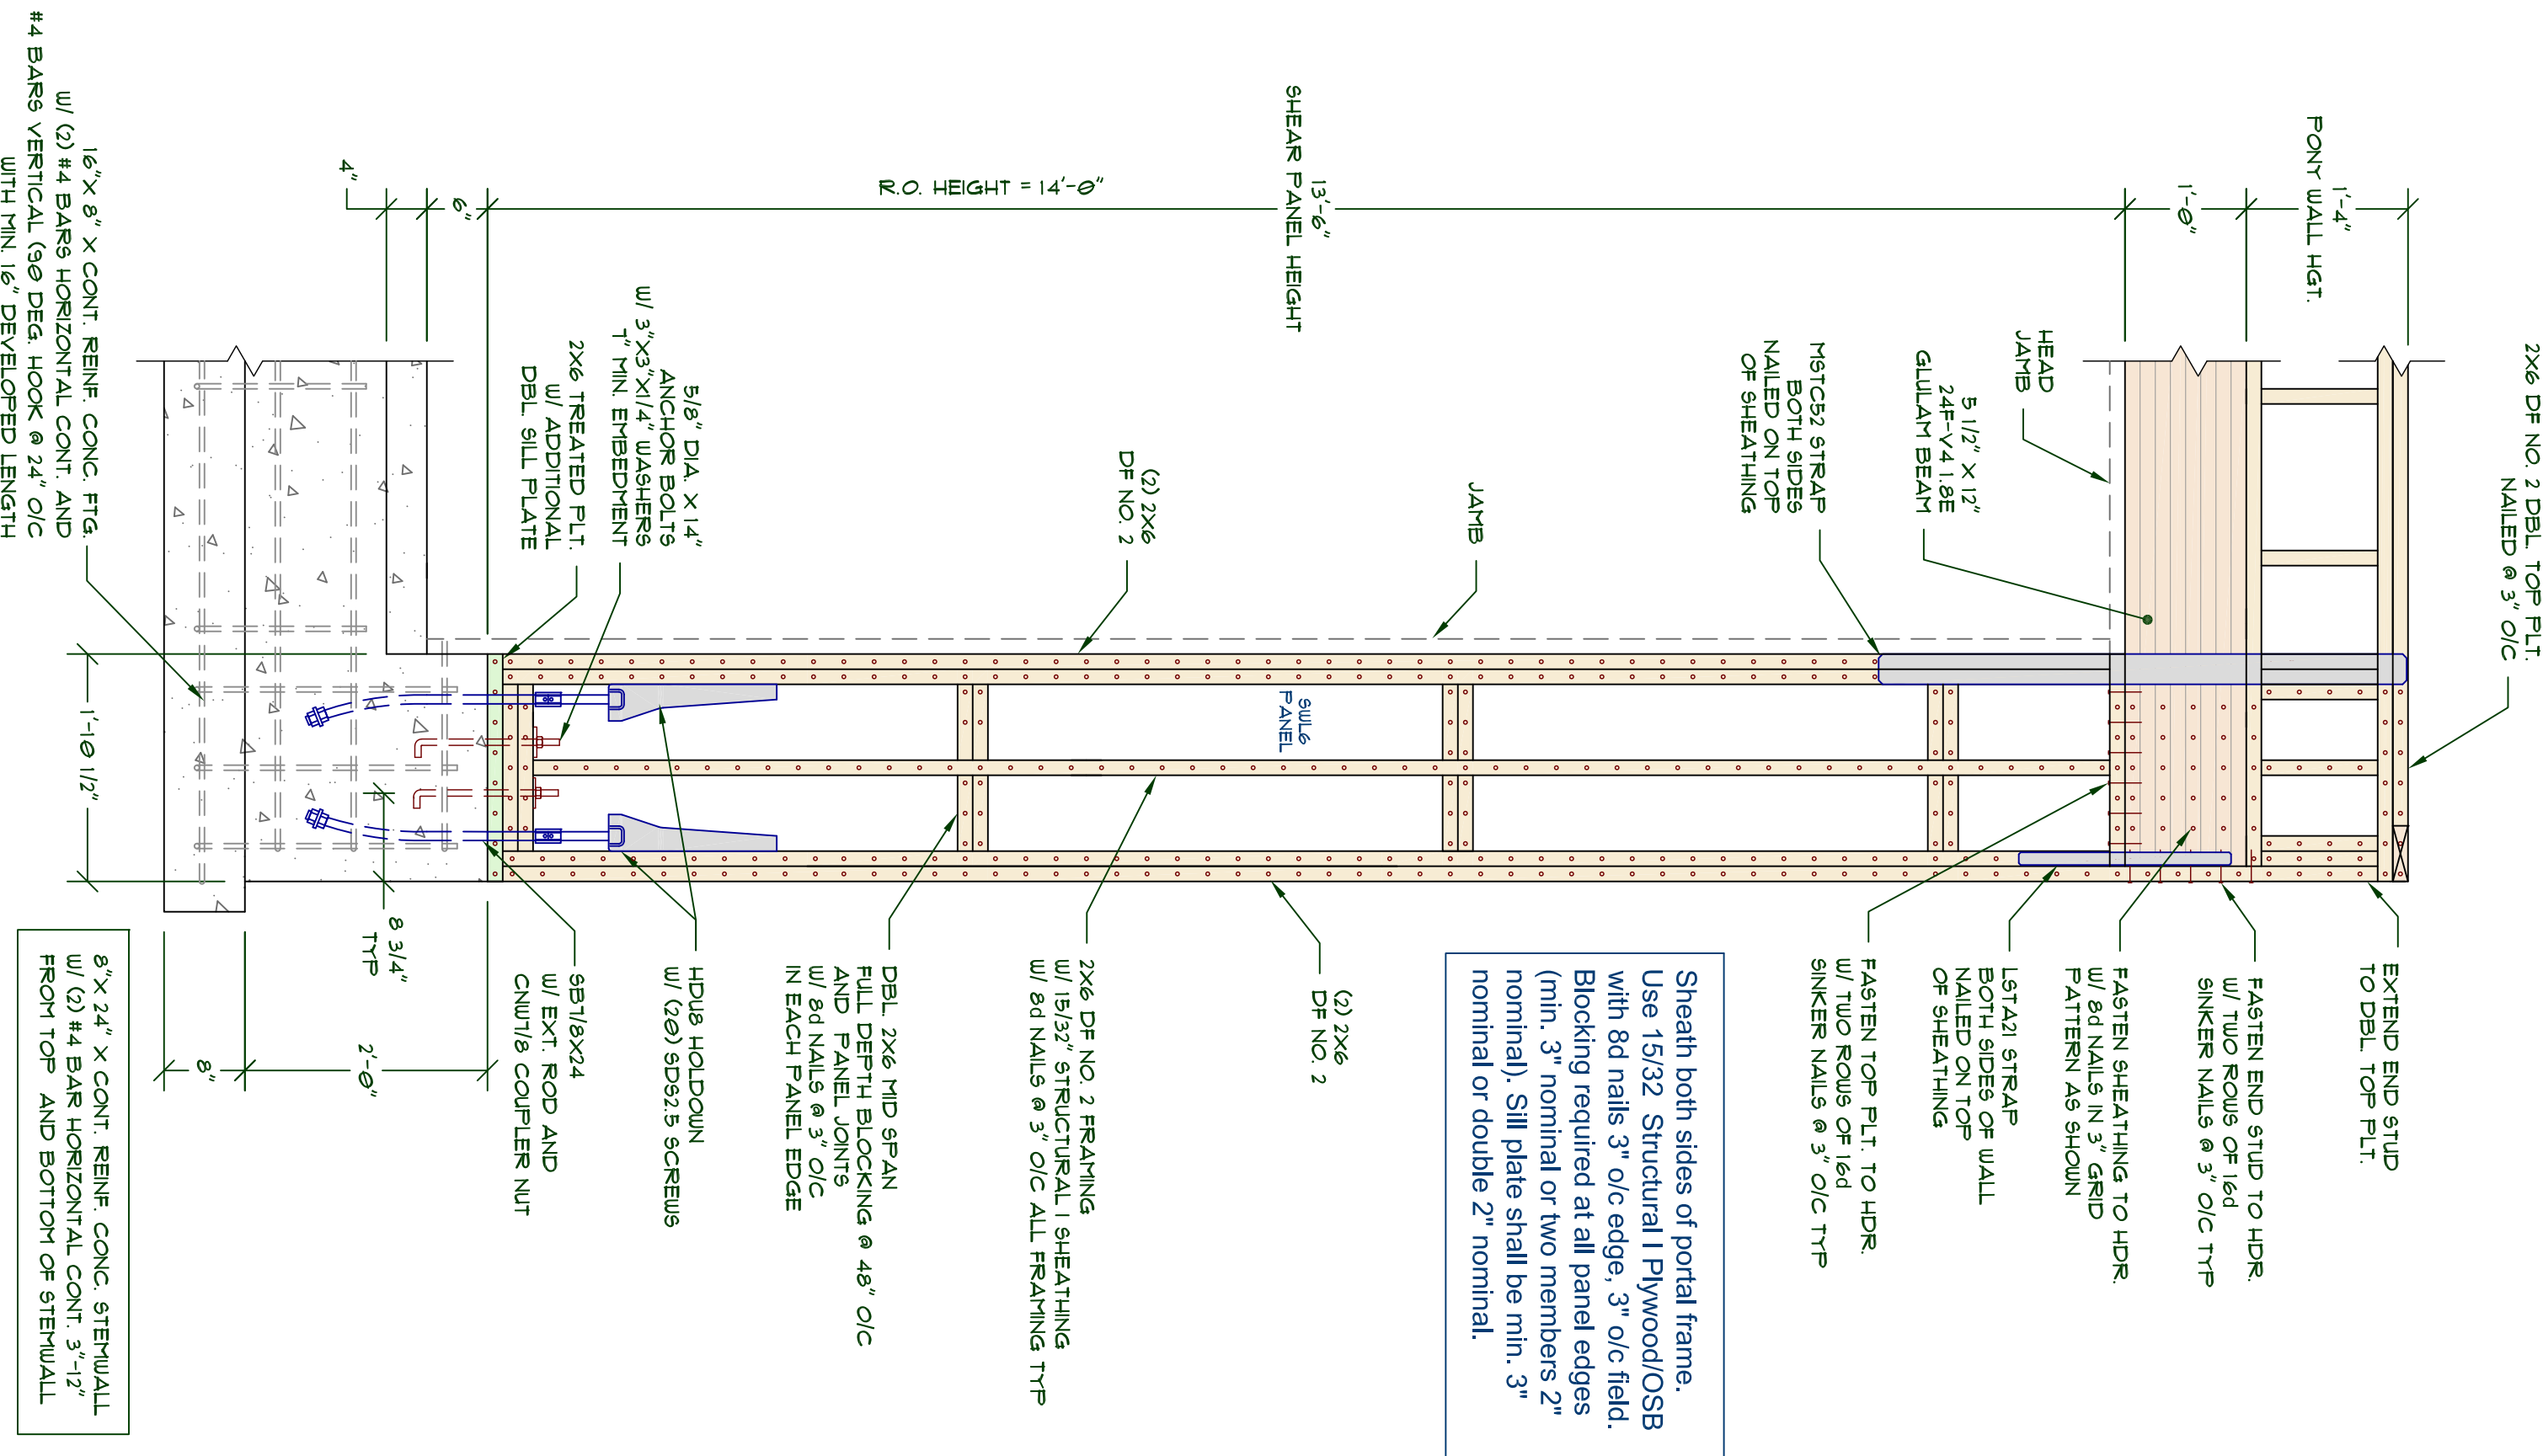 2X6 DF NO. 2 DBL. TOP PLT.
NAILED @ 3" O/C
1'-4"
PONY WALL HGT.
1'-0"
HEAD
JAMB
5 1/2" X 12"
24F-V4 1.8E
GLULAM BEAM
MSTC52 STRAP
BOTH SIDES
NAILED ON TOP
OF SHEATHING
JAMB
13'-6"
SHEAR PANEL HEIGHT
R.O. HEIGHT = 14'-0"
(2) 2X6
DF NO. 2
SWL6
PANEL
5/8" DIA. X 14"
ANCHOR BOLTS
W/ 3"X3"X1/4" WASHERS
7" MIN. EMBEDMENT
2X6 TREATED PLT.
W/ ADDITIONAL
DBL. SILL PLATE
6"
4"
16"X 8" X CONT. REINF. CONC. FTG.
W/ (2) #4 BARS HORIZONTAL CONT. AND
#4 BARS VERTICAL (90 DEG. HOOK @ 24" O/C
WITH MIN. 16" DEVELOPED LENGTH
1'-10 1/2"
EXTEND END STUD
TO DBL. TOP PLT.
FASTEN END STUD TO HDR.
W/ TWO ROWS OF 16d
SINKER NAILS @ 3" O/C TYP
FASTEN SHEATHING TO HDR.
W/ 8d NAILS IN 3" GRID
PATTERN AS SHOWN
LSTA21 STRAP
BOTH SIDES OF WALL
NAILED ON TOP
OF SHEATHING
FASTEN TOP PLT. TO HDR.
W/ TWO ROWS OF 16d
SINKER NAILS @ 3" O/C TYP
Sheath both sides of portal frame.
Use 15/32 Structural I Plywood/OSB
with 8d nails 3" o/c edge, 3" o/c field.
Blocking required at all panel edges
(min. 3" nominal or two members 2"
nominal). Sill plate shall be min. 3"
nominal or double 2" nominal.
(2) 2X6
DF NO. 2
2X6 DF NO. 2 FRAMING
W/ 15/32" STRUCTURAL I SHEATHING
W/ 8d NAILS @ 3" O/C ALL FRAMING TYP
DBL. 2X6 MID SPAN
FULL DEPTH BLOCKING @ 48" O/C
AND PANEL JOINTS
W/ 8d NAILS @ 3" O/C
IN EACH PANEL EDGE
HDU8 HOLDOWN
W/ (20) SDS2.5 SCREWS
SB7/8X24
W/ EXT. ROD AND
CNW7/8 COUPLER NUT
8 3/4"
TYP
2'-0"
8"
8"X 24" X CONT. REINF. CONC. STEMWALL
W/ (2) #4 BAR HORIZONTAL CONT. 3"-12"
FROM TOP AND BOTTOM OF STEMWALL